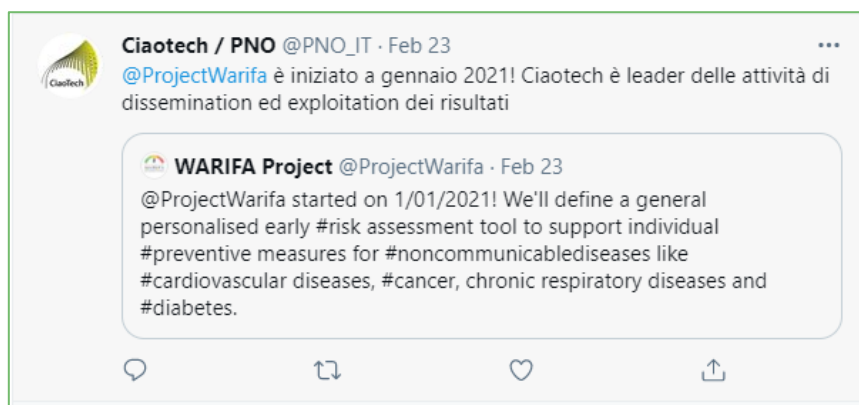 Ciaotech / PNO @PNO_IT · Feb 23
@ProjectWarifa è iniziato a gennaio 2021! Ciaotech è leader delle attività di
dissemination ed exploitation dei risultati
CiaoTech
WARIFA Project @ProjectWarifa · Feb 23
@ProjectWarifa started on 1/01/2021! We'll define a general
personalised early #risk assessment tool to support individual
#preventive measures for #noncommunicablediseases like
#cardiovascular diseases, #cancer, chronic respiratory diseases and
#diabetes.